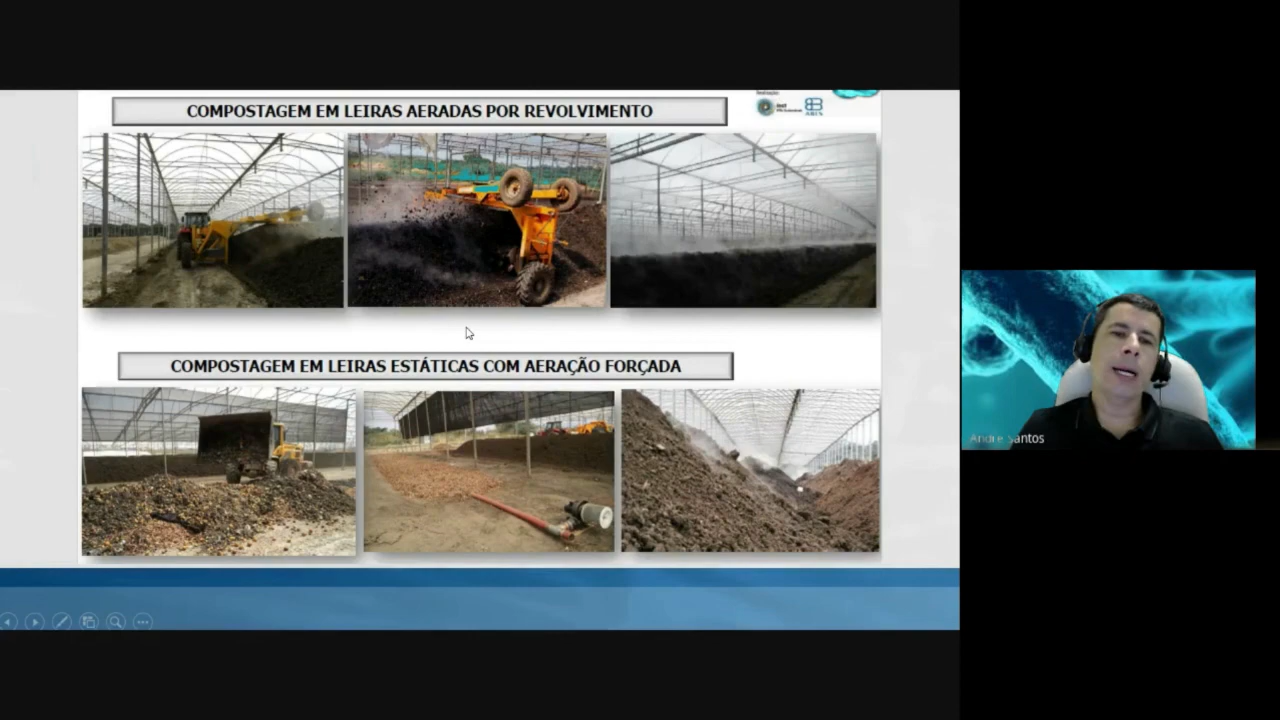 COMPOSTAGEM EM LEIRAS AERADAS POR REVOLVIMENTO
COMPOSTAGEM EM LEIRAS ESTÁTICAS COM AERAÇÃO FORÇADA
Andre Santos